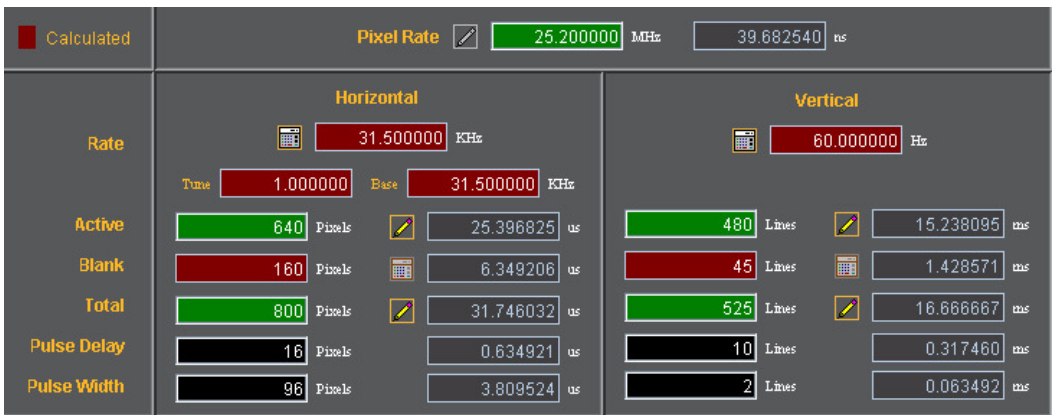 Calculated Pixel Rate 25.200000 MHz 39.682540 ns
Horizontal Vertical
Rate 31.500000 KHz 60.000000 Hz
Tune 1.000000 Base 31.500000 KHz
Active 640 Pixels 25.396825 us 480 Lines 15.238095 ms
Blank 160 Pixels 6.349206 us 45 Lines 1.428571 ms
Total 800 Pixels 31.746032 us 525 Lines 16.666667 ms
Pulse Delay 16 Pixels 0.634921 us 10 Lines 0.317460 ms
Pulse Width 96 Pixels 3.809524 us 2 Lines 0.063492 ms